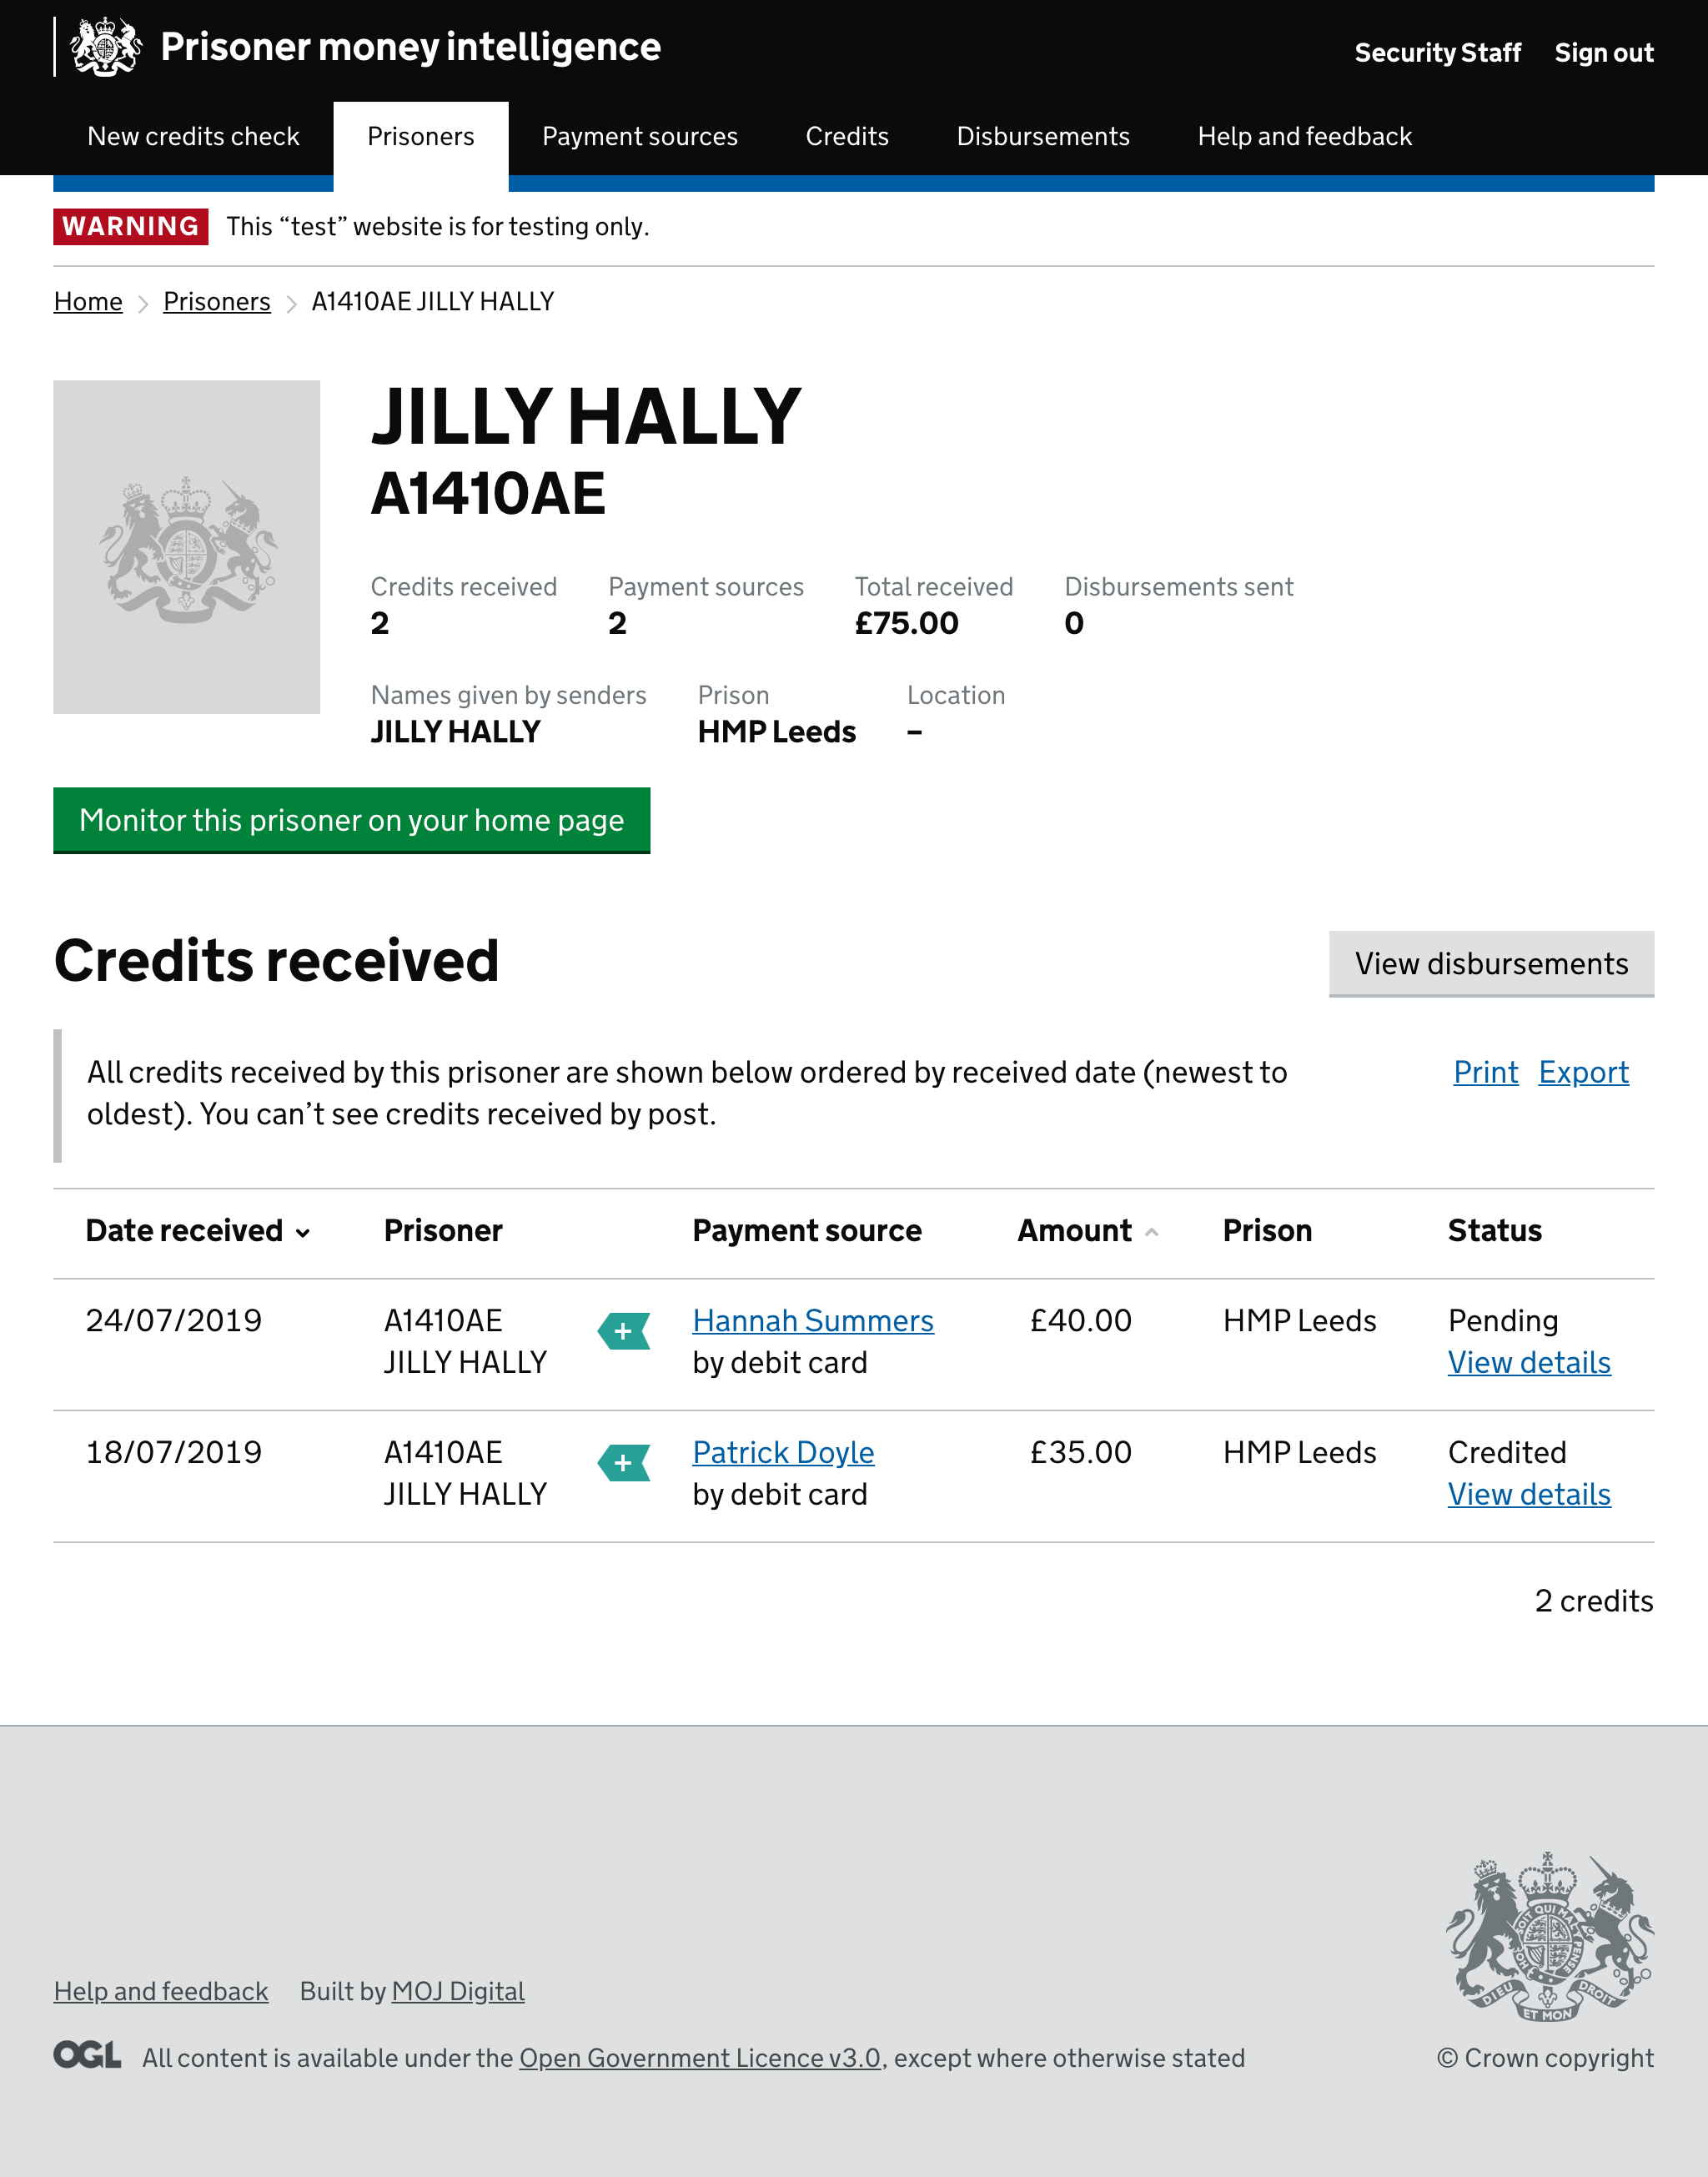 Prisoner money intelligence
Security Staff Sign out
New credits check Prisoners Payment sources Credits Disbursements Help and feedback
WARNING This “test” website is for testing only.
Home Prisoners A1410AE JILLY HALLY
JILLY HALLY
A1410AE
Credits received Payment sources Total received Disbursements sent
2 2 £75.00 0
Names given by senders Prison Location
JILLY HALLY HMP Leeds –
Monitor this prisoner on your home page
Credits received
View disbursements
All credits received by this prisoner are shown below ordered by received date (newest to
oldest). You can’t see credits received by post.
Print Export
Date received Prisoner Payment source Amount Prison Status
24/07/2019 A1410AE Hannah Summers £40.00 HMP Leeds Pending
JILLY HALLY by debit card View details
18/07/2019 A1410AE Patrick Doyle £35.00 HMP Leeds Credited
JILLY HALLY by debit card View details
2 credits
DIEU ET MON DROIT
Help and feedback Built by MOJ Digital
OGL All content is available under the Open Government Licence v3.0, except where otherwise stated
© Crown copyright